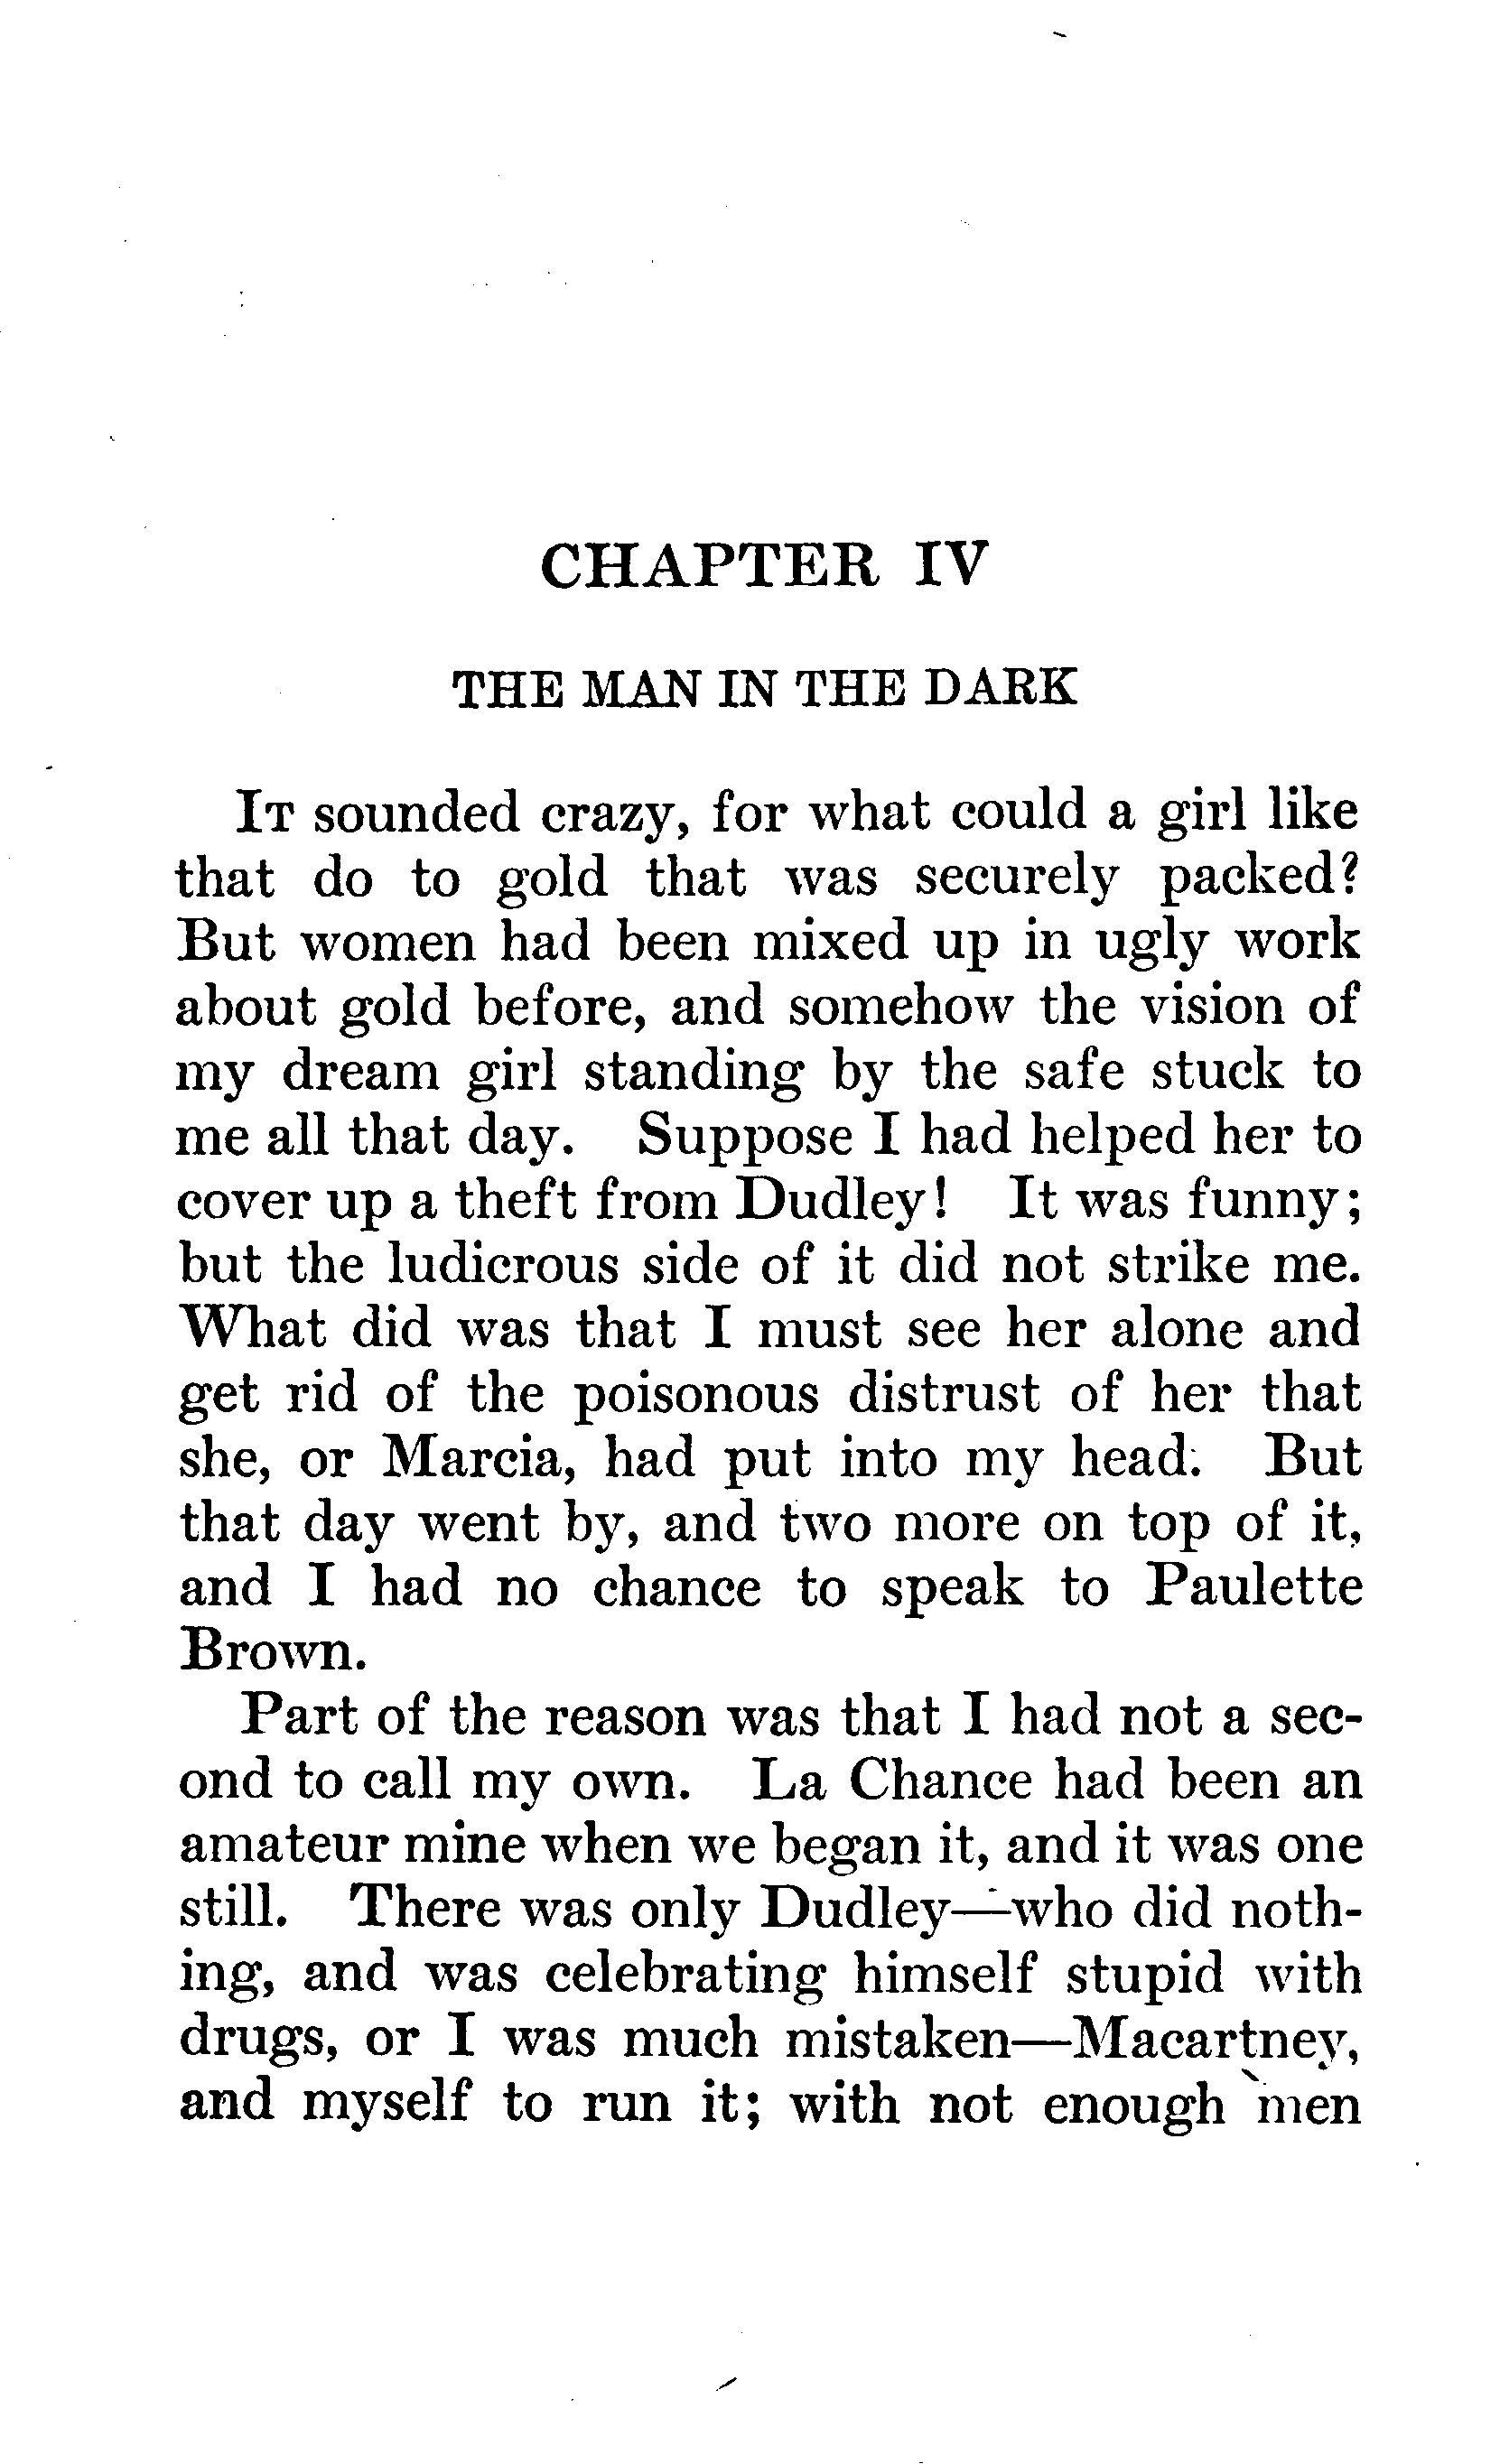 CHAPTER IV
THE MAN IN THE DARK
IT sounded crazy, for what could a girl like
that do to gold that was securely packed?
But women had been mixed up in ugly work
about gold before, and somehow the vision of
my dream girl standing by the safe stuck to
me all that day. Suppose I had helped her to
cover up a theft from Dudley! It was funny;
but the ludicrous side of it did not strike me.
What did was that I must see her alone and
get rid of the poisonous distrust of her that
she, or Marcia, had put into my head. But
that day went by, and two more on top of it,
and I had no chance to speak to Paulette
Brown.
Part of the reason was that I had not a sec-
ond to call my own. La Chance had been an
amateur mine when we began it, and it was one
still. There was only Dudley—who did noth-
ing, and was celebrating himself stupid with
drugs, or I was much mistaken—Macartney,
and myself to run it; with not enough men